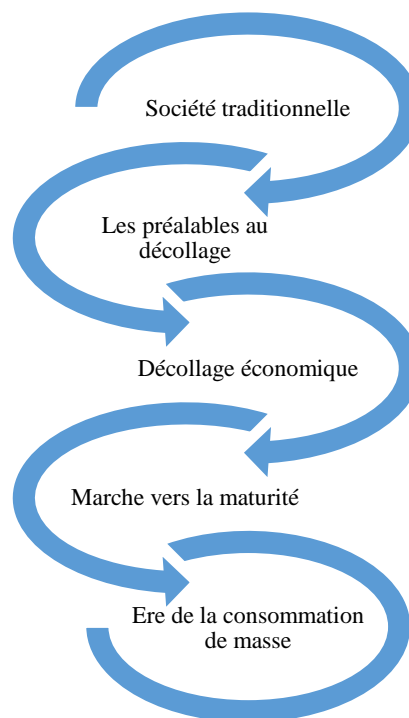 Société traditionnelle
Les préalables au
décollage
Décollage économique
Marche vers la maturité
Ere de la consommation
de masse